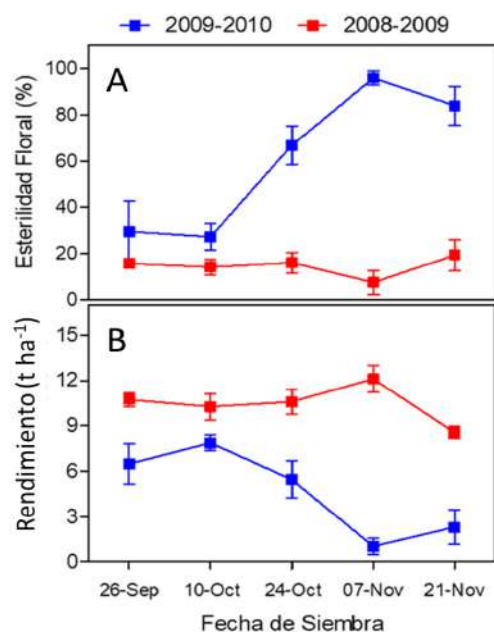 2009-2010 2008-2009
A
Esterilidad Floral (%)
100
80
60
40
20
0
B
Rendimiento (t ha-1)
15
12
9
6
3
0
26-Sep 10-Oct 24-Oct 07-Nov 21-Nov
Fecha de Siembra